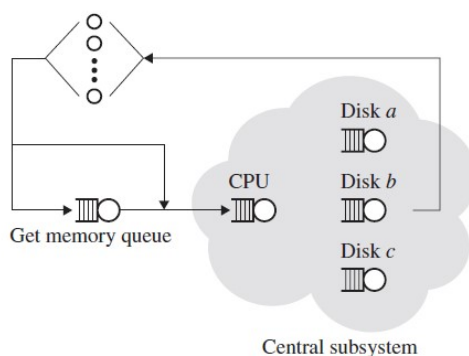 Disk a
CPU
Disk b
Get memory queue
Disk c
Central subsystem